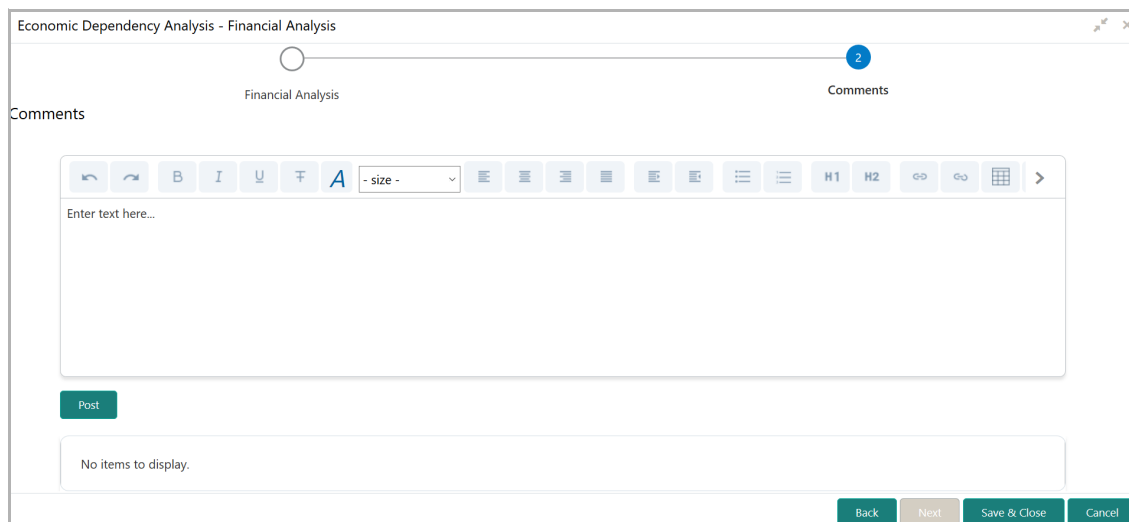 Economic Dependency Analysis - Financial Analysis
2
Financial Analysis
Comments
Comments
B I U T A - size - H1 H2
Enter text here...
Post
No items to display.
Back Next Save & Close Cancel